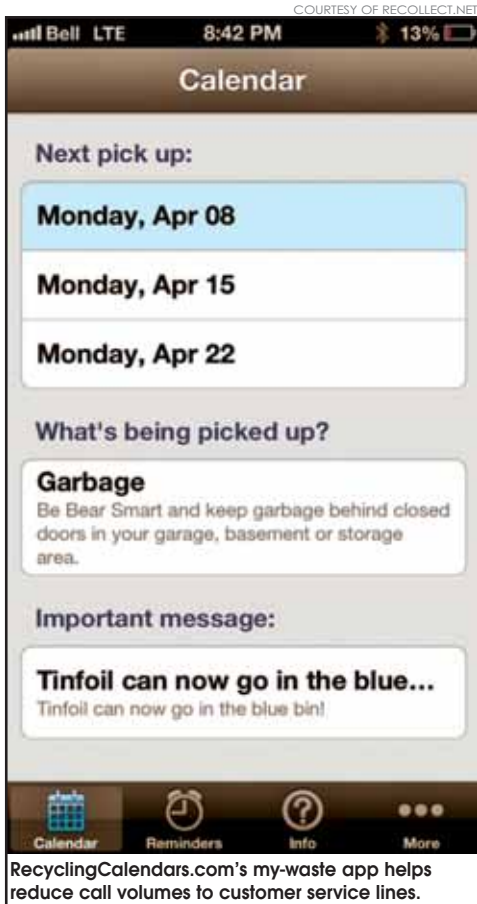 COURTESY OF RECOLLECT.NET
Bell LTE 8:42 PM 13%
Calendar
Next pick up:
Monday, Apr 08
Monday, Apr 15
Monday, Apr 22
What's being picked up?
Garbage
Be Bear Smart and keep garbage behind closed
doors in your garage, basement or storage
area.
Important message:
Tinfoil can now go in the blue...
Tinfoil can now go in the blue bin!
Calendar Reminders Info More
RecyclingCalendars.com's my-waste app helps
reduce call volumes to customer service lines.